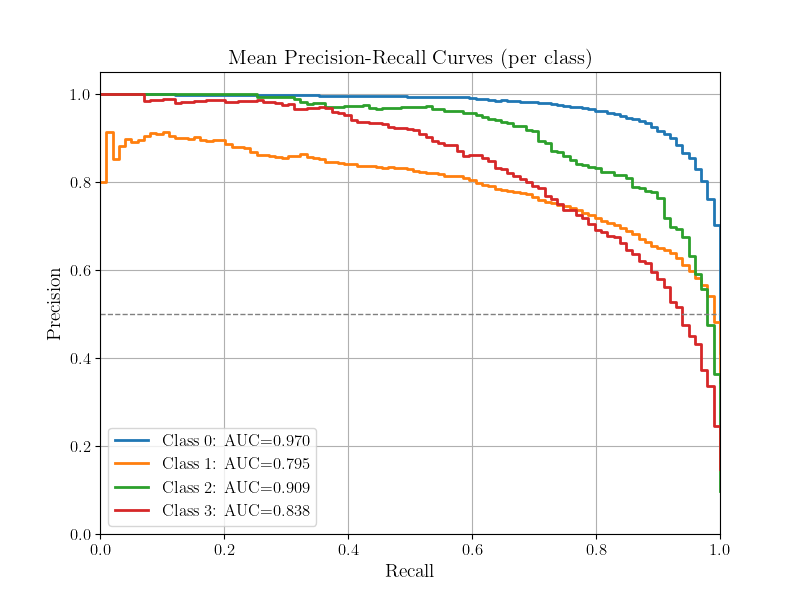 Mean Precision-Recall Curves (per class)
1.0
0.8
0.6
0.4
0.2
0.0
Precision
Class 0: AUC=0.970
Class 1: AUC=0.795
Class 2: AUC=0.909
Class 3: AUC=0.838
0.0 0.2 0.4 0.6 0.8 1.0
Recall